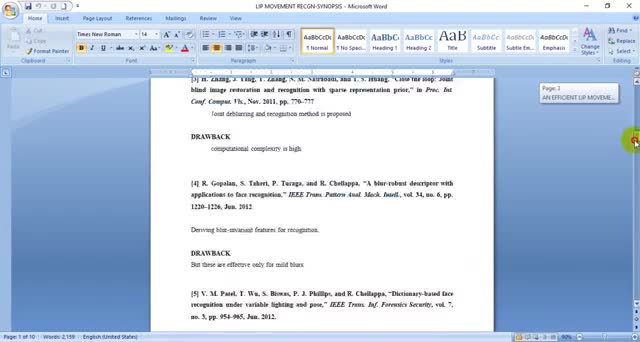 LIP MOVEMENT RECGN-SYNOPSIS - Microsoft Word
Home Insert Page Layout References Mailings Review View
Paste
Cut
Copy
Format Painter
Clipboard
Times New Roman 14
Font
Paragraph
AaBbCcDc AaBbCcDc AaBbC AaBbCc AaB AaBbCc. AaBbCcDc
¶ Normal ¶ No Spaci... Heading 1 Heading 2 Title Subtitle Subtle Em... Emphasis
Change Styles
Styles
Find
Replace
Select
Editing
[3] H. Zhang, J. Yang, Y. Zhang, N. M. Nasrabadi, and T. S. Huang, "Close the loop: Joint
blind image restoration and recognition with sparse representation prior," in Proc. Int.
Conf. Comput. Vis., Nov. 2011, pp. 770–777
Joint deblurring and recognition method is proposed
DRAWBACK
computational complexity is high.
[4] R. Gopalan, S. Taheri, P. Turaga, and R. Chellappa, "A blur-robust descriptor with
applications to face recognition," IEEE Trans. Pattern Anal. Mach. Intell., vol. 34, no. 6, pp.
1220–1226, Jun. 2012.
Deriving blur-invariant features for recognition.
DRAWBACK
But these are effective only for mild blurs
[5] V. M. Patel, T. Wu, S. Biswas, P. J. Phillips, and R. Chellappa, "Dictionary-based face
recognition under variable lighting and pose," IEEE Trans. Inf. Forensics Security, vol. 7,
no. 3, pp. 954–965, Jun. 2012.
AN EFFICIENT LIP MOVEME...
Page: 1 of 10 Words: 2,159 English (United States)